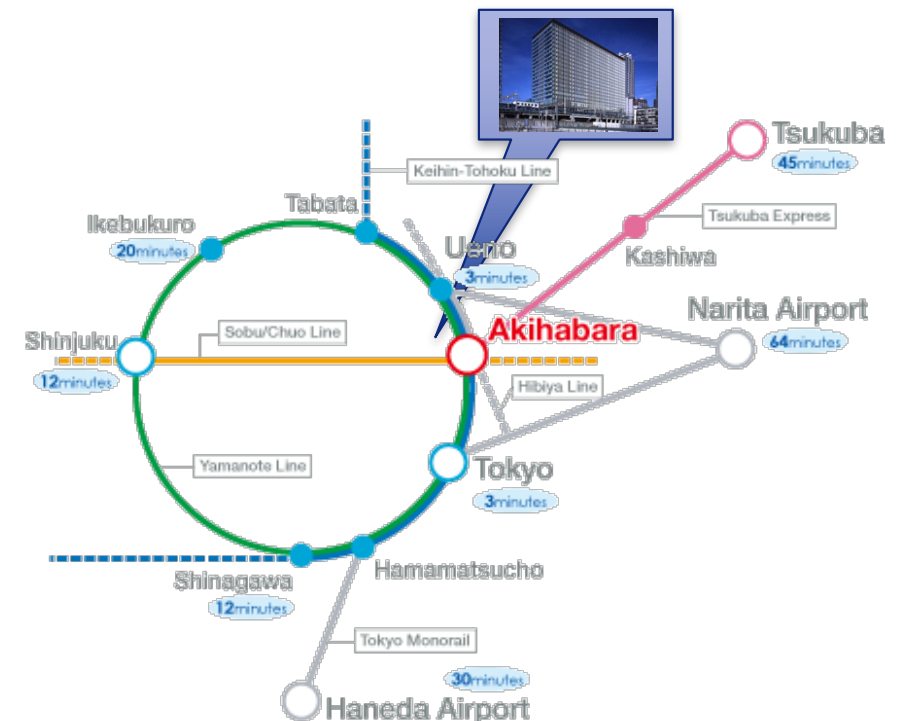 Tsukuba
45minutes
Keihin-Tohoku Line
Tabata
Tsukuba Express
Ikebukuro
20minutes
Ueno
3minutes
Kashiwa
Narita Airport
64minutes
Akihabara
Sobu/Chuo Line
Shinjuku
12minutes
Hibiya Line
Yamanote Line
Tokyo
3minutes
Hamamatsucho
Shinagawa
12minutes
Tokyo Monorail
30minutes
Haneda Airport